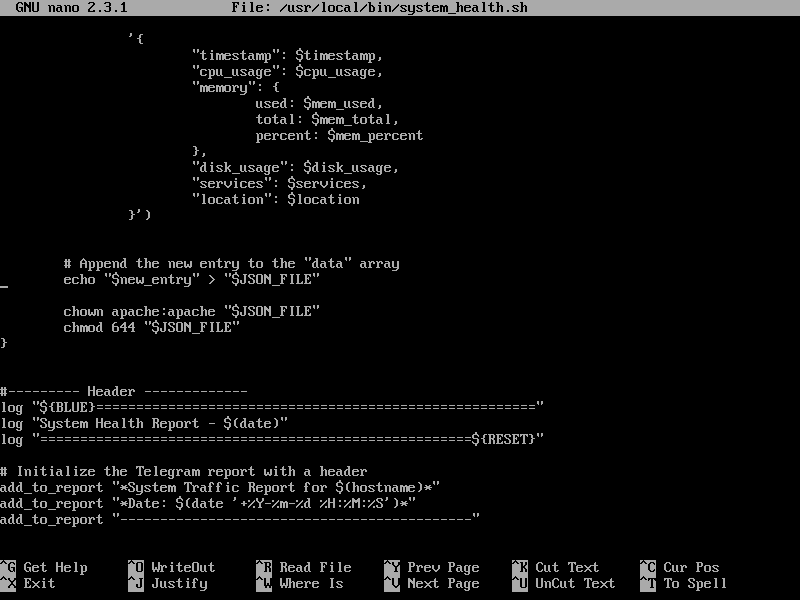 GNU nano 2.3.1 File: /usr/local/bin/system_health.sh
'{
"timestamp": $timestamp,
"cpu_usage": $cpu_usage,
"memory": {
used: $mem_used,
total: $mem_total,
percent: $mem_percent
},
"disk_usage": $disk_usage,
"services": $services,
"location": $location
}')
# Append the new entry to the "data" array
echo "$new_entry" > "$JSON_FILE"
chown apache:apache "$JSON_FILE"
chmod 644 "$JSON_FILE"
}
#--------- Header -------------
log "${BLUE}======================================================="
log "System Health Report - $(date)"
log "======================================================${RESET}"
# Initialize the Telegram report with a header
add_to_report "*System Traffic Report for $(hostname)*"
add_to_report "*Date: $(date '+%Y-%m-%d %H:%M:%S')*"
add_to_report "--------------------------------------------"
^G Get Help ^O WriteOut ^R Read File ^Y Prev Page ^K Cut Text ^C Cur Pos
^X Exit ^J Justify ^W Where Is ^V Next Page ^U UnCut Text ^T To Spell